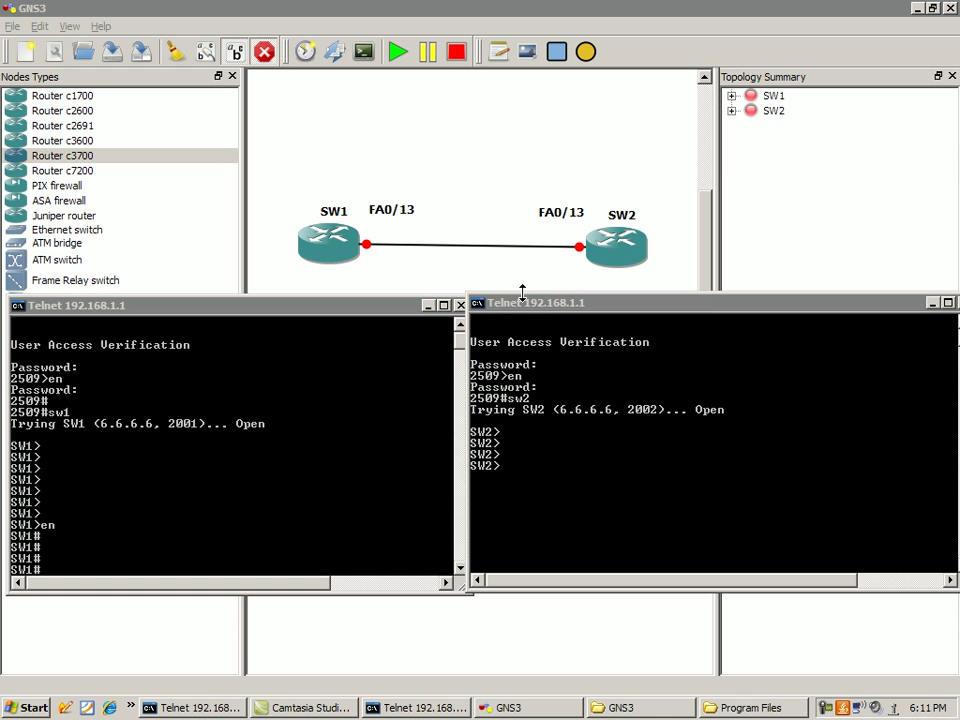 GNS3
File Edit View Help
Nodes Types
Router c1700
Router c2600
Router c2691
Router c3600
Router c3700
Router c7200
PIX firewall
ASA firewall
Juniper router
Ethernet switch
ATM bridge
ATM switch
Frame Relay switch
SW1 FA0/13
FA0/13 SW2
Topology Summary
SW1
SW2
Telnet 192.168.1.1
User Access Verification
Password:
2509>en
Password:
2509#
2509#sw1
Trying SW1 (6.6.6.6, 2001)... Open
SW1>
SW1>
SW1>
SW1>
SW1>
SW1>
SW1>
SW1>en
SW1#
SW1#
SW1#
SW1#
Telnet 192.168.1.1
User Access Verification
Password:
2509>en
Password:
2509#sw2
Trying SW2 (6.6.6.6, 2002)... Open
SW2>
SW2>
SW2>
SW2>
Start
Telnet 192.168...
Camtasia Studi...
Telnet 192.168....
GNS3
GNS3
Program Files
6:11 PM